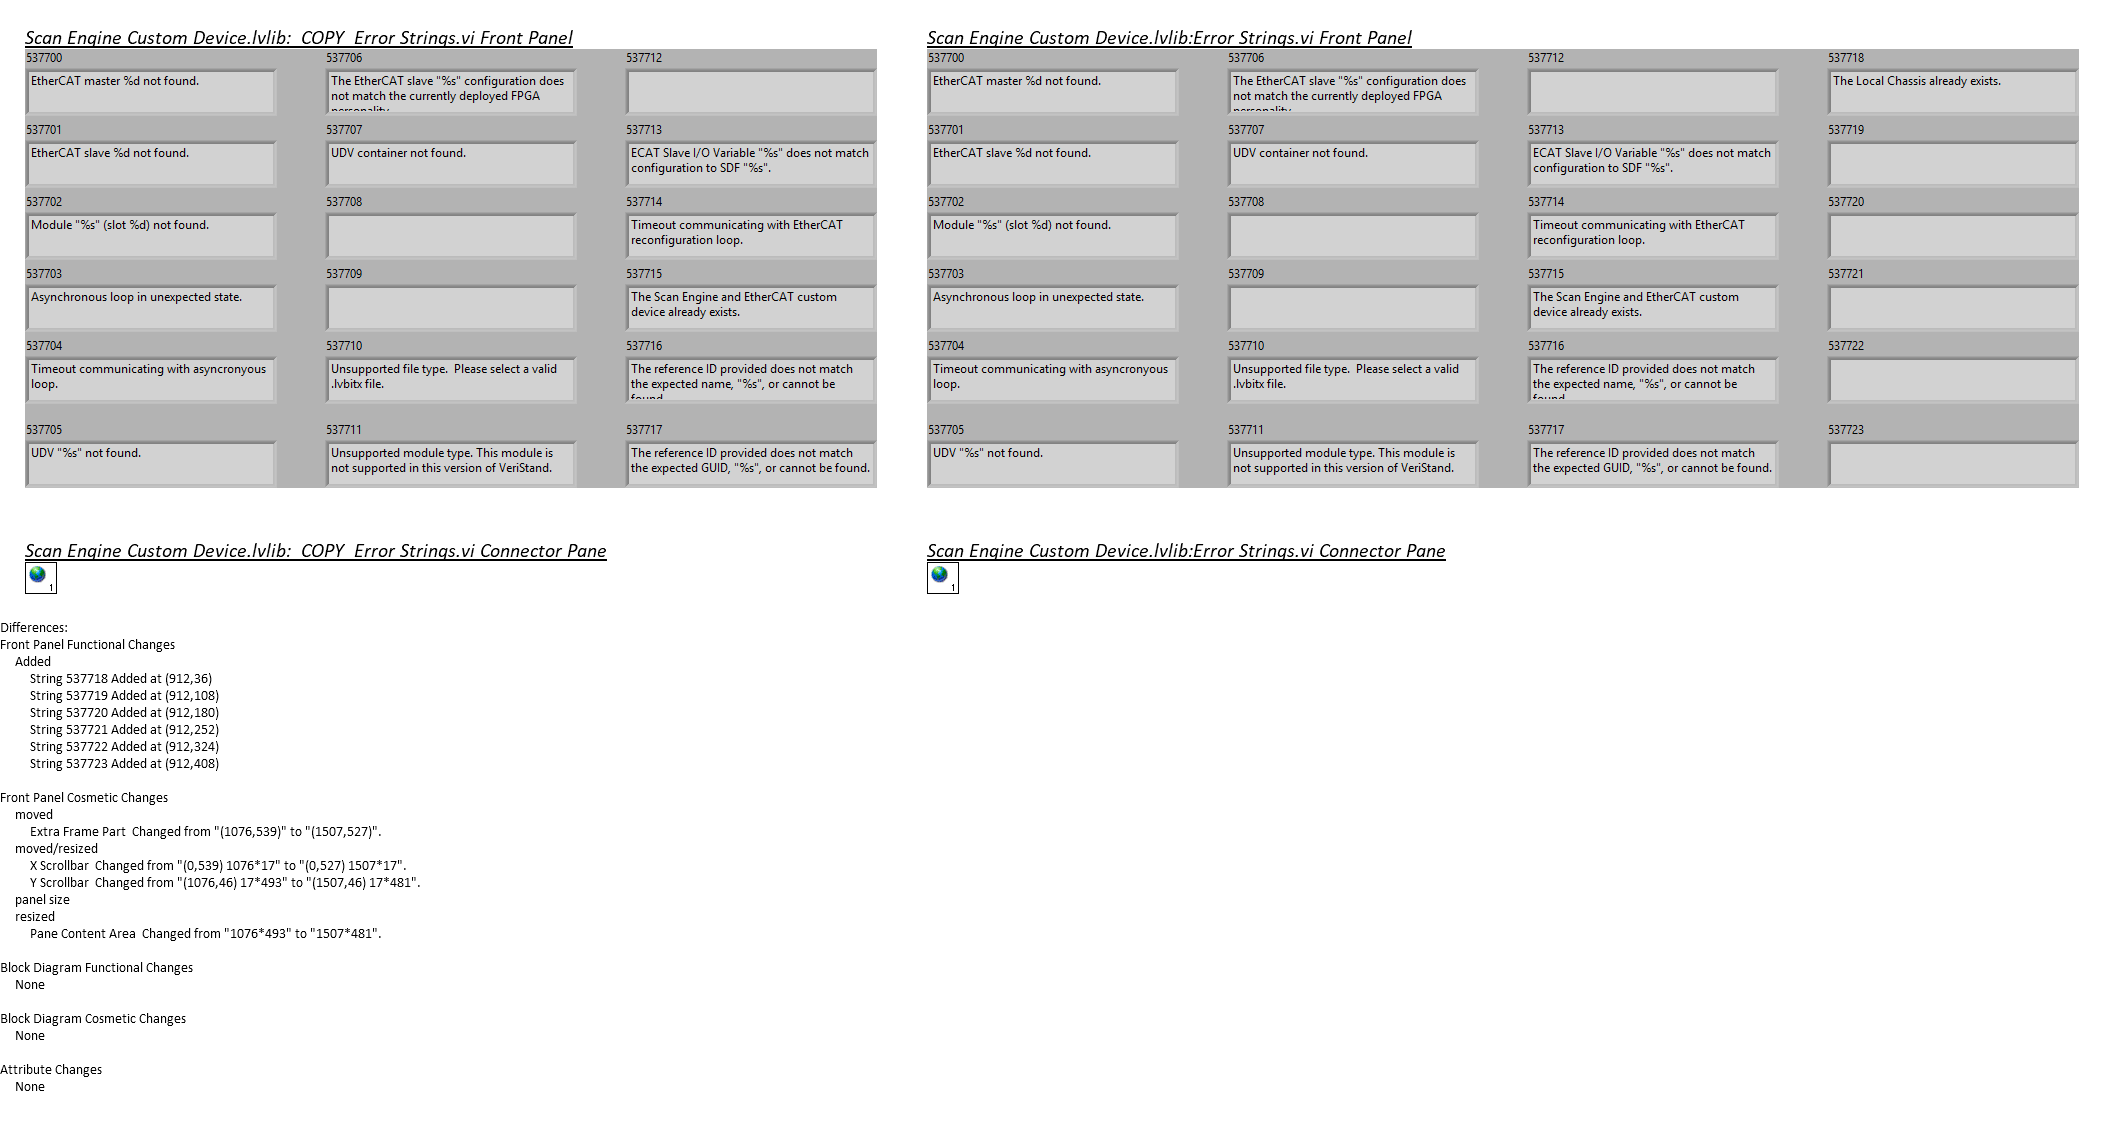 Scan Engine Custom Device.lvlib:  COPY  Error Strings.vi Front Panel
537700
EtherCAT master %d not found.
537706
The EtherCAT slave "%s" configuration does
not match the currently deployed FPGA
personality.
537712
537701
EtherCAT slave %d not found.
537707
UDV container not found.
537713
ECAT Slave I/O Variable "%s" does not match
configuration to SDF "%s".
537702
Module "%s" (slot %d) not found.
537708
537714
Timeout communicating with EtherCAT
reconfiguration loop.
537703
Asynchronous loop in unexpected state.
537709
537715
The Scan Engine and EtherCAT custom
device already exists.
537704
Timeout communicating with asyncronyous
loop.
537710
Unsupported file type.  Please select a valid
.lvbitx file.
537716
The reference ID provided does not match
the expected name, "%s", or cannot be
found.
537705
UDV "%s" not found.
537711
Unsupported module type. This module is
not supported in this version of VeriStand.
537717
The reference ID provided does not match
the expected GUID, "%s", or cannot be found.
Scan Engine Custom Device.lvlib:Error Strings.vi Front Panel
537700
EtherCAT master %d not found.
537706
The EtherCAT slave "%s" configuration does
not match the currently deployed FPGA
personality.
537712
537718
The Local Chassis already exists.
537701
EtherCAT slave %d not found.
537707
UDV container not found.
537713
ECAT Slave I/O Variable "%s" does not match
configuration to SDF "%s".
537719
537702
Module "%s" (slot %d) not found.
537708
537714
Timeout communicating with EtherCAT
reconfiguration loop.
537720
537703
Asynchronous loop in unexpected state.
537709
537715
The Scan Engine and EtherCAT custom
device already exists.
537721
537704
Timeout communicating with asyncronyous
loop.
537710
Unsupported file type.  Please select a valid
.lvbitx file.
537716
The reference ID provided does not match
the expected name, "%s", or cannot be
found.
537722
537705
UDV "%s" not found.
537711
Unsupported module type. This module is
not supported in this version of VeriStand.
537717
The reference ID provided does not match
the expected GUID, "%s", or cannot be found.
537723
Scan Engine Custom Device.lvlib:  COPY  Error Strings.vi Connector Pane
1
Scan Engine Custom Device.lvlib:Error Strings.vi Connector Pane
1
Differences:
Front Panel Functional Changes
Added
String 537718 Added at (912,36)
String 537719 Added at (912,108)
String 537720 Added at (912,180)
String 537721 Added at (912,252)
String 537722 Added at (912,324)
String 537723 Added at (912,408)
Front Panel Cosmetic Changes
moved
Extra Frame Part  Changed from "(1076,539)" to "(1507,527)".
moved/resized
X Scrollbar  Changed from "(0,539) 1076*17" to "(0,527) 1507*17".
Y Scrollbar  Changed from "(1076,46) 17*493" to "(1507,46) 17*481".
panel size
resized
Pane Content Area  Changed from "1076*493" to "1507*481".
Block Diagram Functional Changes
None
Block Diagram Cosmetic Changes
None
Attribute Changes
None